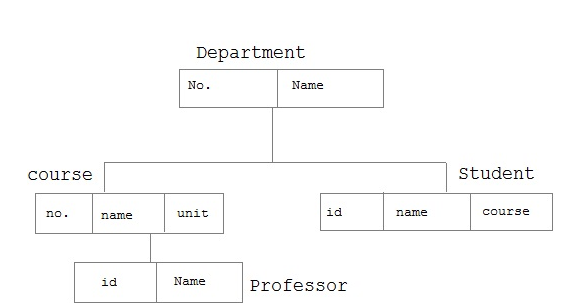 Department
No. Name
course
Student
no. name unit
id name course
id Name
Professor